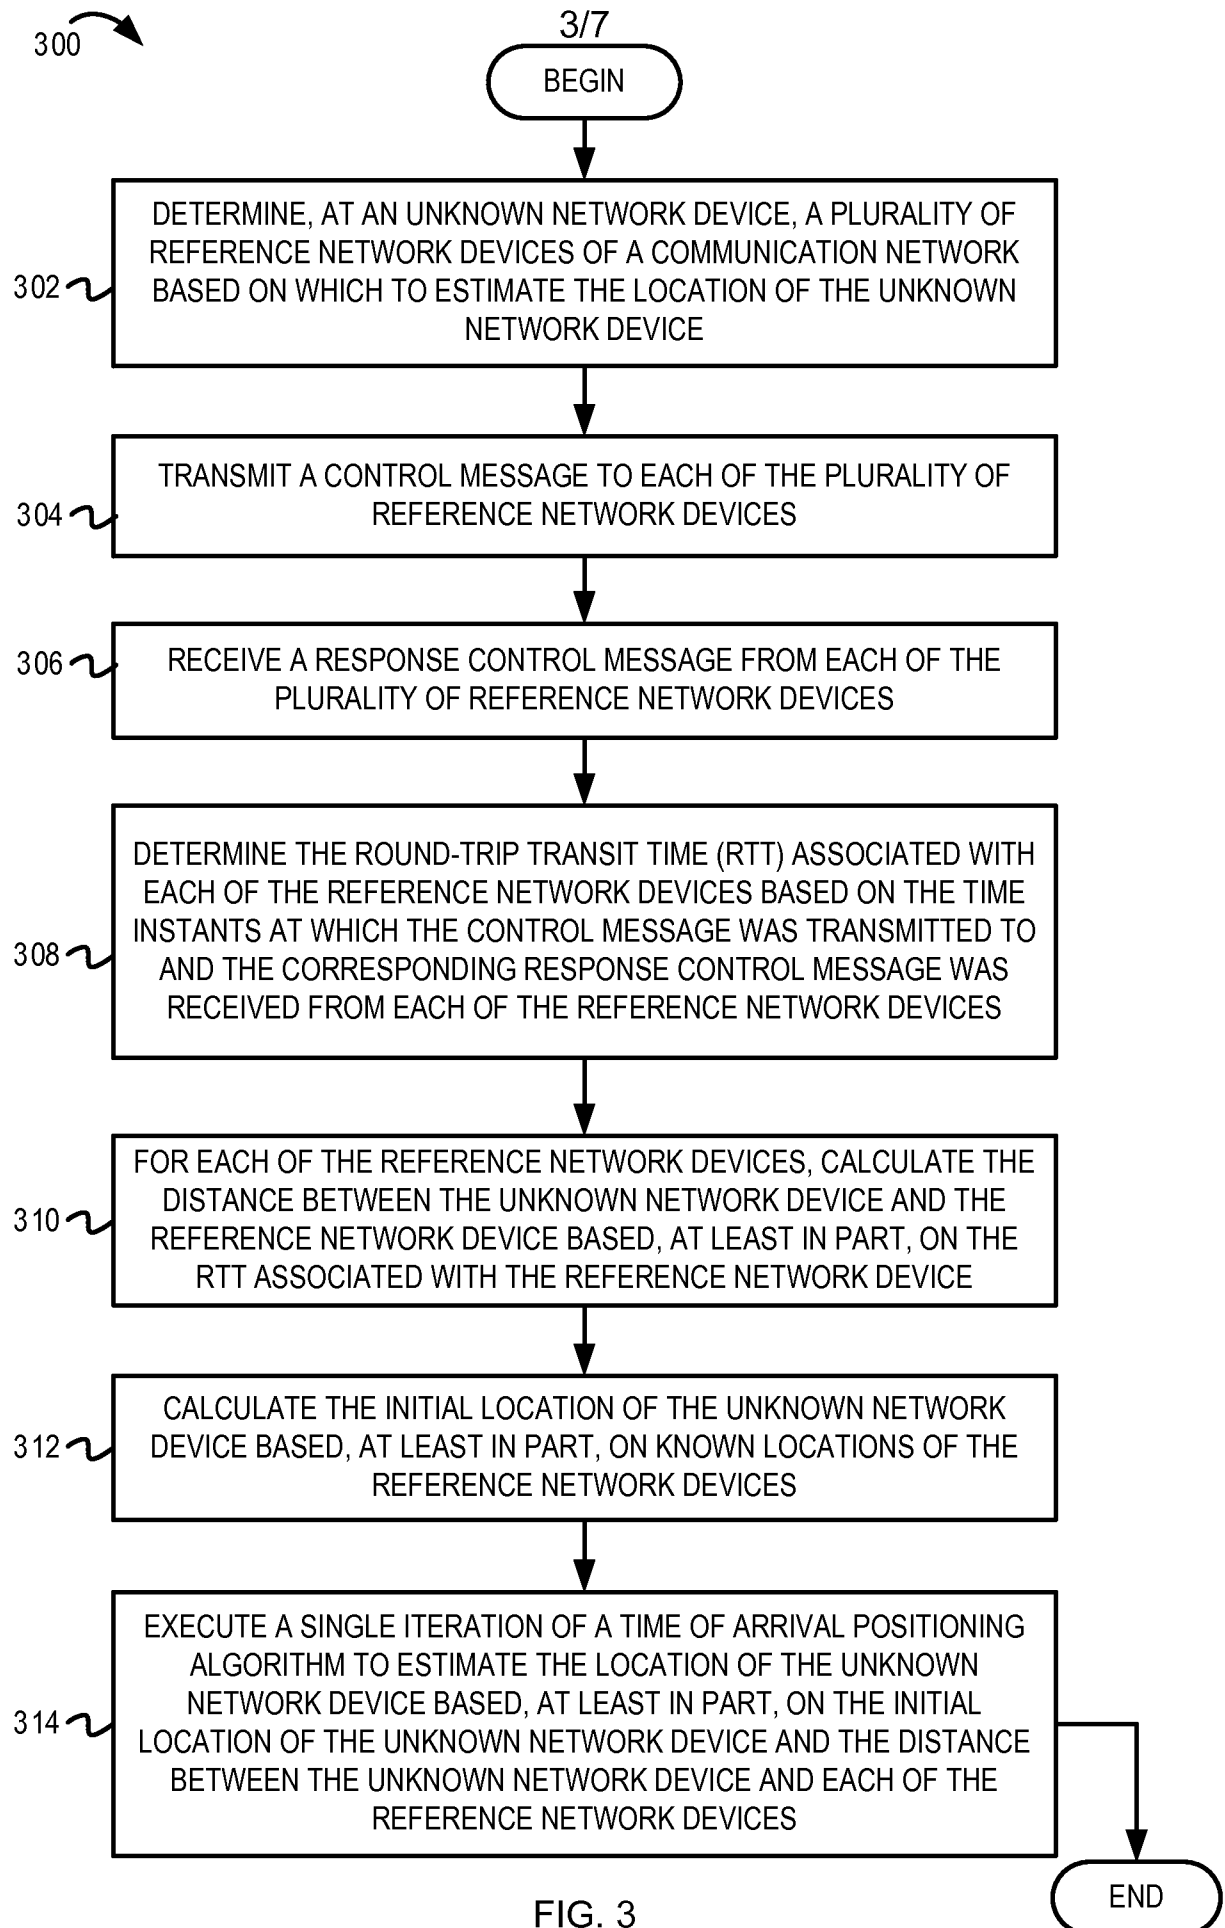 3/7
300
BEGIN
DETERMINE, AT AN UNKNOWN NETWORK DEVICE, A PLURALITY OF
REFERENCE NETWORK DEVICES OF A COMMUNICATION NETWORK
BASED ON WHICH TO ESTIMATE THE LOCATION OF THE UNKNOWN
NETWORK DEVICE
302
TRANSMIT A CONTROL MESSAGE TO EACH OF THE PLURALITY OF
REFERENCE NETWORK DEVICES
304
RECEIVE A RESPONSE CONTROL MESSAGE FROM EACH OF THE
PLURALITY OF REFERENCE NETWORK DEVICES
306
DETERMINE THE ROUND-TRIP TRANSIT TIME (RTT) ASSOCIATED WITH
EACH OF THE REFERENCE NETWORK DEVICES BASED ON THE TIME
INSTANTS AT WHICH THE CONTROL MESSAGE WAS TRANSMITTED TO
AND THE CORRESPONDING RESPONSE CONTROL MESSAGE WAS
RECEIVED FROM EACH OF THE REFERENCE NETWORK DEVICES
308
FOR EACH OF THE REFERENCE NETWORK DEVICES, CALCULATE THE
DISTANCE BETWEEN THE UNKNOWN NETWORK DEVICE AND THE
REFERENCE NETWORK DEVICE BASED, AT LEAST IN PART, ON THE
RTT ASSOCIATED WITH THE REFERENCE NETWORK DEVICE
310
CALCULATE THE INITIAL LOCATION OF THE UNKNOWN NETWORK
DEVICE BASED, AT LEAST IN PART, ON KNOWN LOCATIONS OF THE
REFERENCE NETWORK DEVICES
312
EXECUTE A SINGLE ITERATION OF A TIME OF ARRIVAL POSITIONING
ALGORITHM TO ESTIMATE THE LOCATION OF THE UNKNOWN
NETWORK DEVICE BASED, AT LEAST IN PART, ON THE INITIAL
LOCATION OF THE UNKNOWN NETWORK DEVICE AND THE DISTANCE
BETWEEN THE UNKNOWN NETWORK DEVICE AND EACH OF THE
REFERENCE NETWORK DEVICES
314
END
FIG. 3